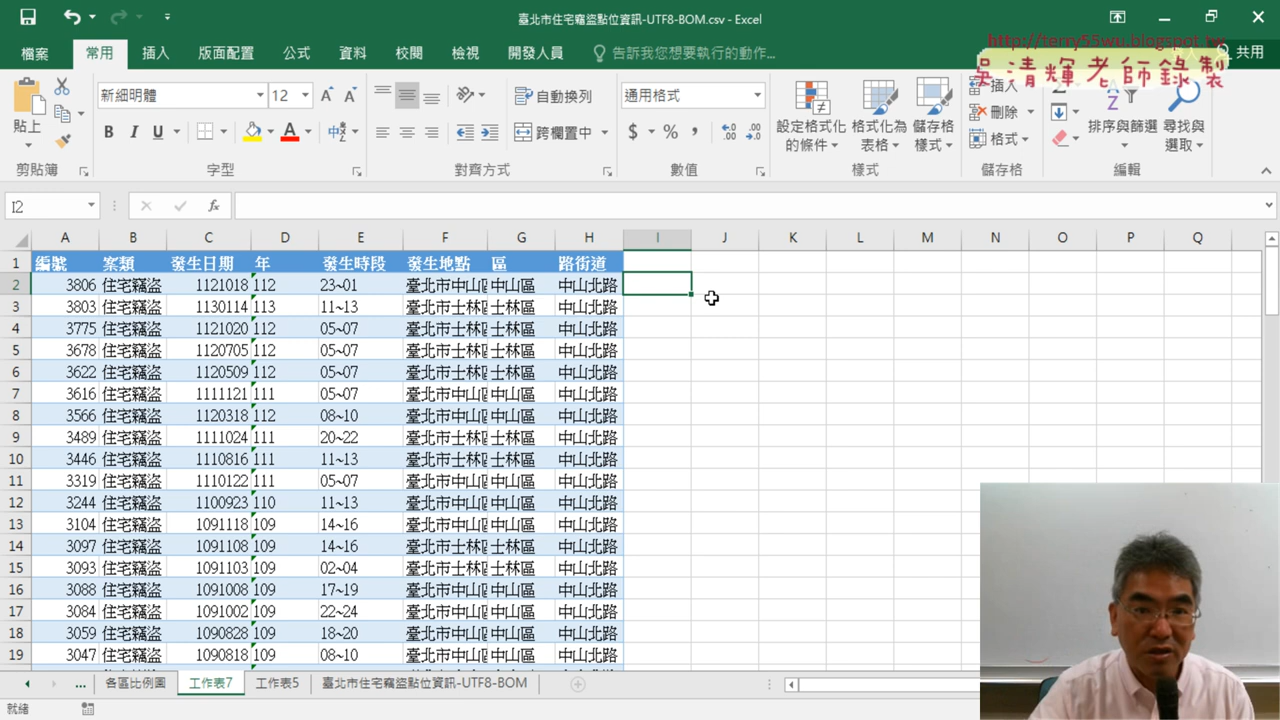 臺北市住宅竊盜點位資訊-UTF8-BOM.csv - Excel
http://terry55wu.blogspot.tw
吳清輝老師錄製
檔案 常用 插入 版面配置 公式 資料 校閱 檢視 開發人員 告訴我您想要執行的動作... 共用
新細明體 12 自動換列 通用格式 插入
貼上 B I U A 中 跨欄置中 $ % , 設定格式化的條件 格式化為表格 儲存格樣式 刪除 格式 排序與篩選 尋找與選取
剪貼簿 字型 對齊方式 數值 樣式 儲存格 編輯
I2 fx
A B C D E F G H I J K L M N O P Q
1 編號 案類 發生日期 年 發生時段 發生地點 區 路街道
2 3806 住宅竊盜 1121018 112 23~01 臺北市中山 中山區 中山北路
3 3803 住宅竊盜 1130114 113 11~13 臺北市士林 士林區 中山北路
4 3775 住宅竊盜 1121020 112 05~07 臺北市士林 士林區 中山北路
5 3678 住宅竊盜 1120705 112 05~07 臺北市士林 士林區 中山北路
6 3622 住宅竊盜 1120509 112 05~07 臺北市士林 士林區 中山北路
7 3616 住宅竊盜 1111121 111 05~07 臺北市中山 中山區 中山北路
8 3566 住宅竊盜 1120318 112 08~10 臺北市中山 中山區 中山北路
9 3489 住宅竊盜 1111024 111 20~22 臺北市士林 士林區 中山北路
10 3446 住宅竊盜 1110816 111 11~13 臺北市士林 士林區 中山北路
11 3319 住宅竊盜 1110122 111 05~07 臺北市中山 中山區 中山北路
12 3244 住宅竊盜 1100923 110 11~13 臺北市中山 中山區 中山北路
13 3104 住宅竊盜 1091118 109 14~16 臺北市中山 中山區 中山北路
14 3097 住宅竊盜 1091108 109 14~16 臺北市士林 士林區 中山北路
15 3093 住宅竊盜 1091103 109 02~04 臺北市士林 士林區 中山北路
16 3088 住宅竊盜 1091008 109 17~19 臺北市中山 中山區 中山北路
17 3084 住宅竊盜 1091002 109 22~24 臺北市中山 中山區 中山北路
18 3059 住宅竊盜 1090828 109 18~20 臺北市中山 中山區 中山北路
19 3047 住宅竊盜 1090818 109 08~10 臺北市中山 中山區 中山北路
... 各區比例圖 工作表7 工作表5 臺北市住宅竊盜點位資訊-UTF8-BOM
就緒